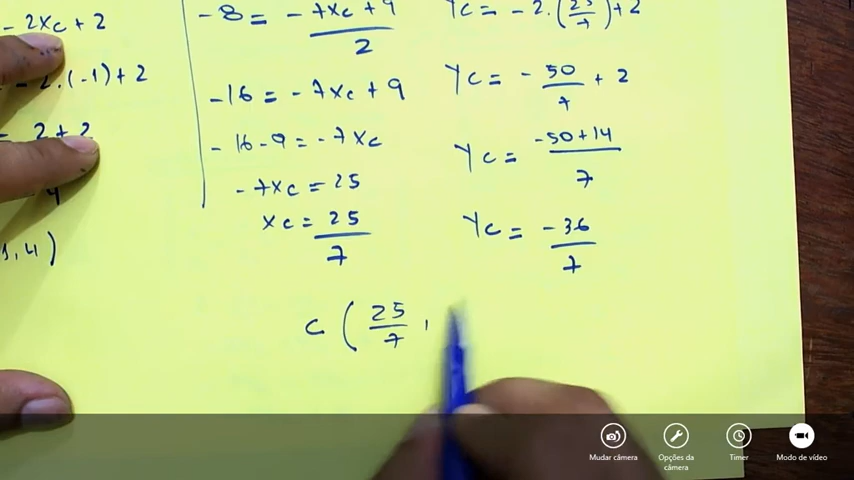 - 2xc + 2
- 2.(-1) + 2
2 + 2
4
1,4)
-8 = -7xc + 9 / 2
-16 = -7xc + 9
-16 - 9 = -7xc
-7xc = 25
xc = 25 / 7
Yc = -2.(25/7) + 2
Yc = -50/7 + 2
Yc = -50+14 / 7
Yc = -36 / 7
C ( 25/7 ,
Mudar câmera
Opções da câmera
Timer
Modo de vídeo